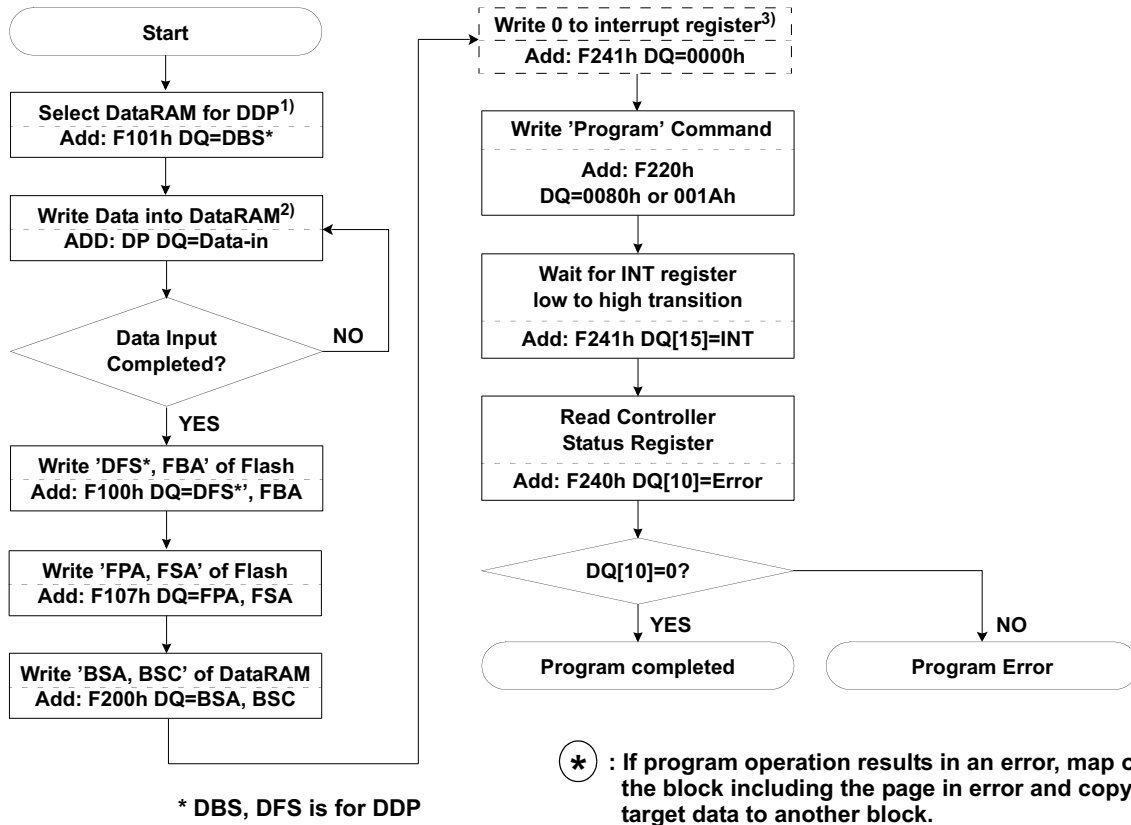 Start
Select DataRAM for DDP1)
Add: F101h DQ=DBS*
Write Data into DataRAM2)
ADD: DP DQ=Data-in
Data Input
Completed?
NO
YES
Write 'DFS*, FBA' of Flash
Add: F100h DQ=DFS*', FBA
Write 'FPA, FSA' of Flash
Add: F107h DQ=FPA, FSA
Write 'BSA, BSC' of DataRAM
Add: F200h DQ=BSA, BSC
Write 0 to interrupt register3)
Add: F241h DQ=0000h
Write 'Program' Command
Add: F220h
DQ=0080h or 001Ah
Wait for INT register
low to high transition
Add: F241h DQ[15]=INT
Read Controller
Status Register
Add: F240h DQ[10]=Error
DQ[10]=0?
YES
NO
Program completed
Program Error
* DBS, DFS is for DDP
* : If program operation results in an error, map
the block including the page in error and copy
target data to another block.